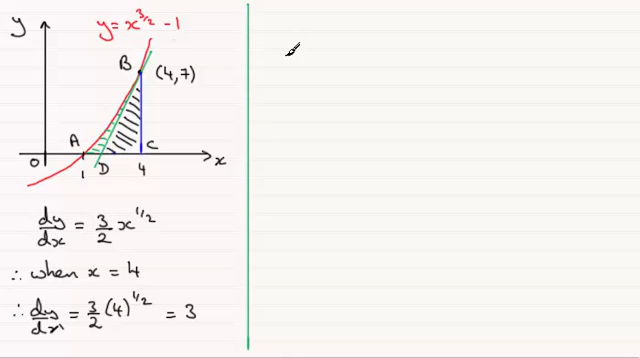 y
y = x^{3/2} - 1
B (4,7)
A
C
0
1
D
4
x
dy/dx = 3/2 x^{1/2}
∴ when x = 4
∴ dy/dx = 3/2 (4)^{1/2} = 3